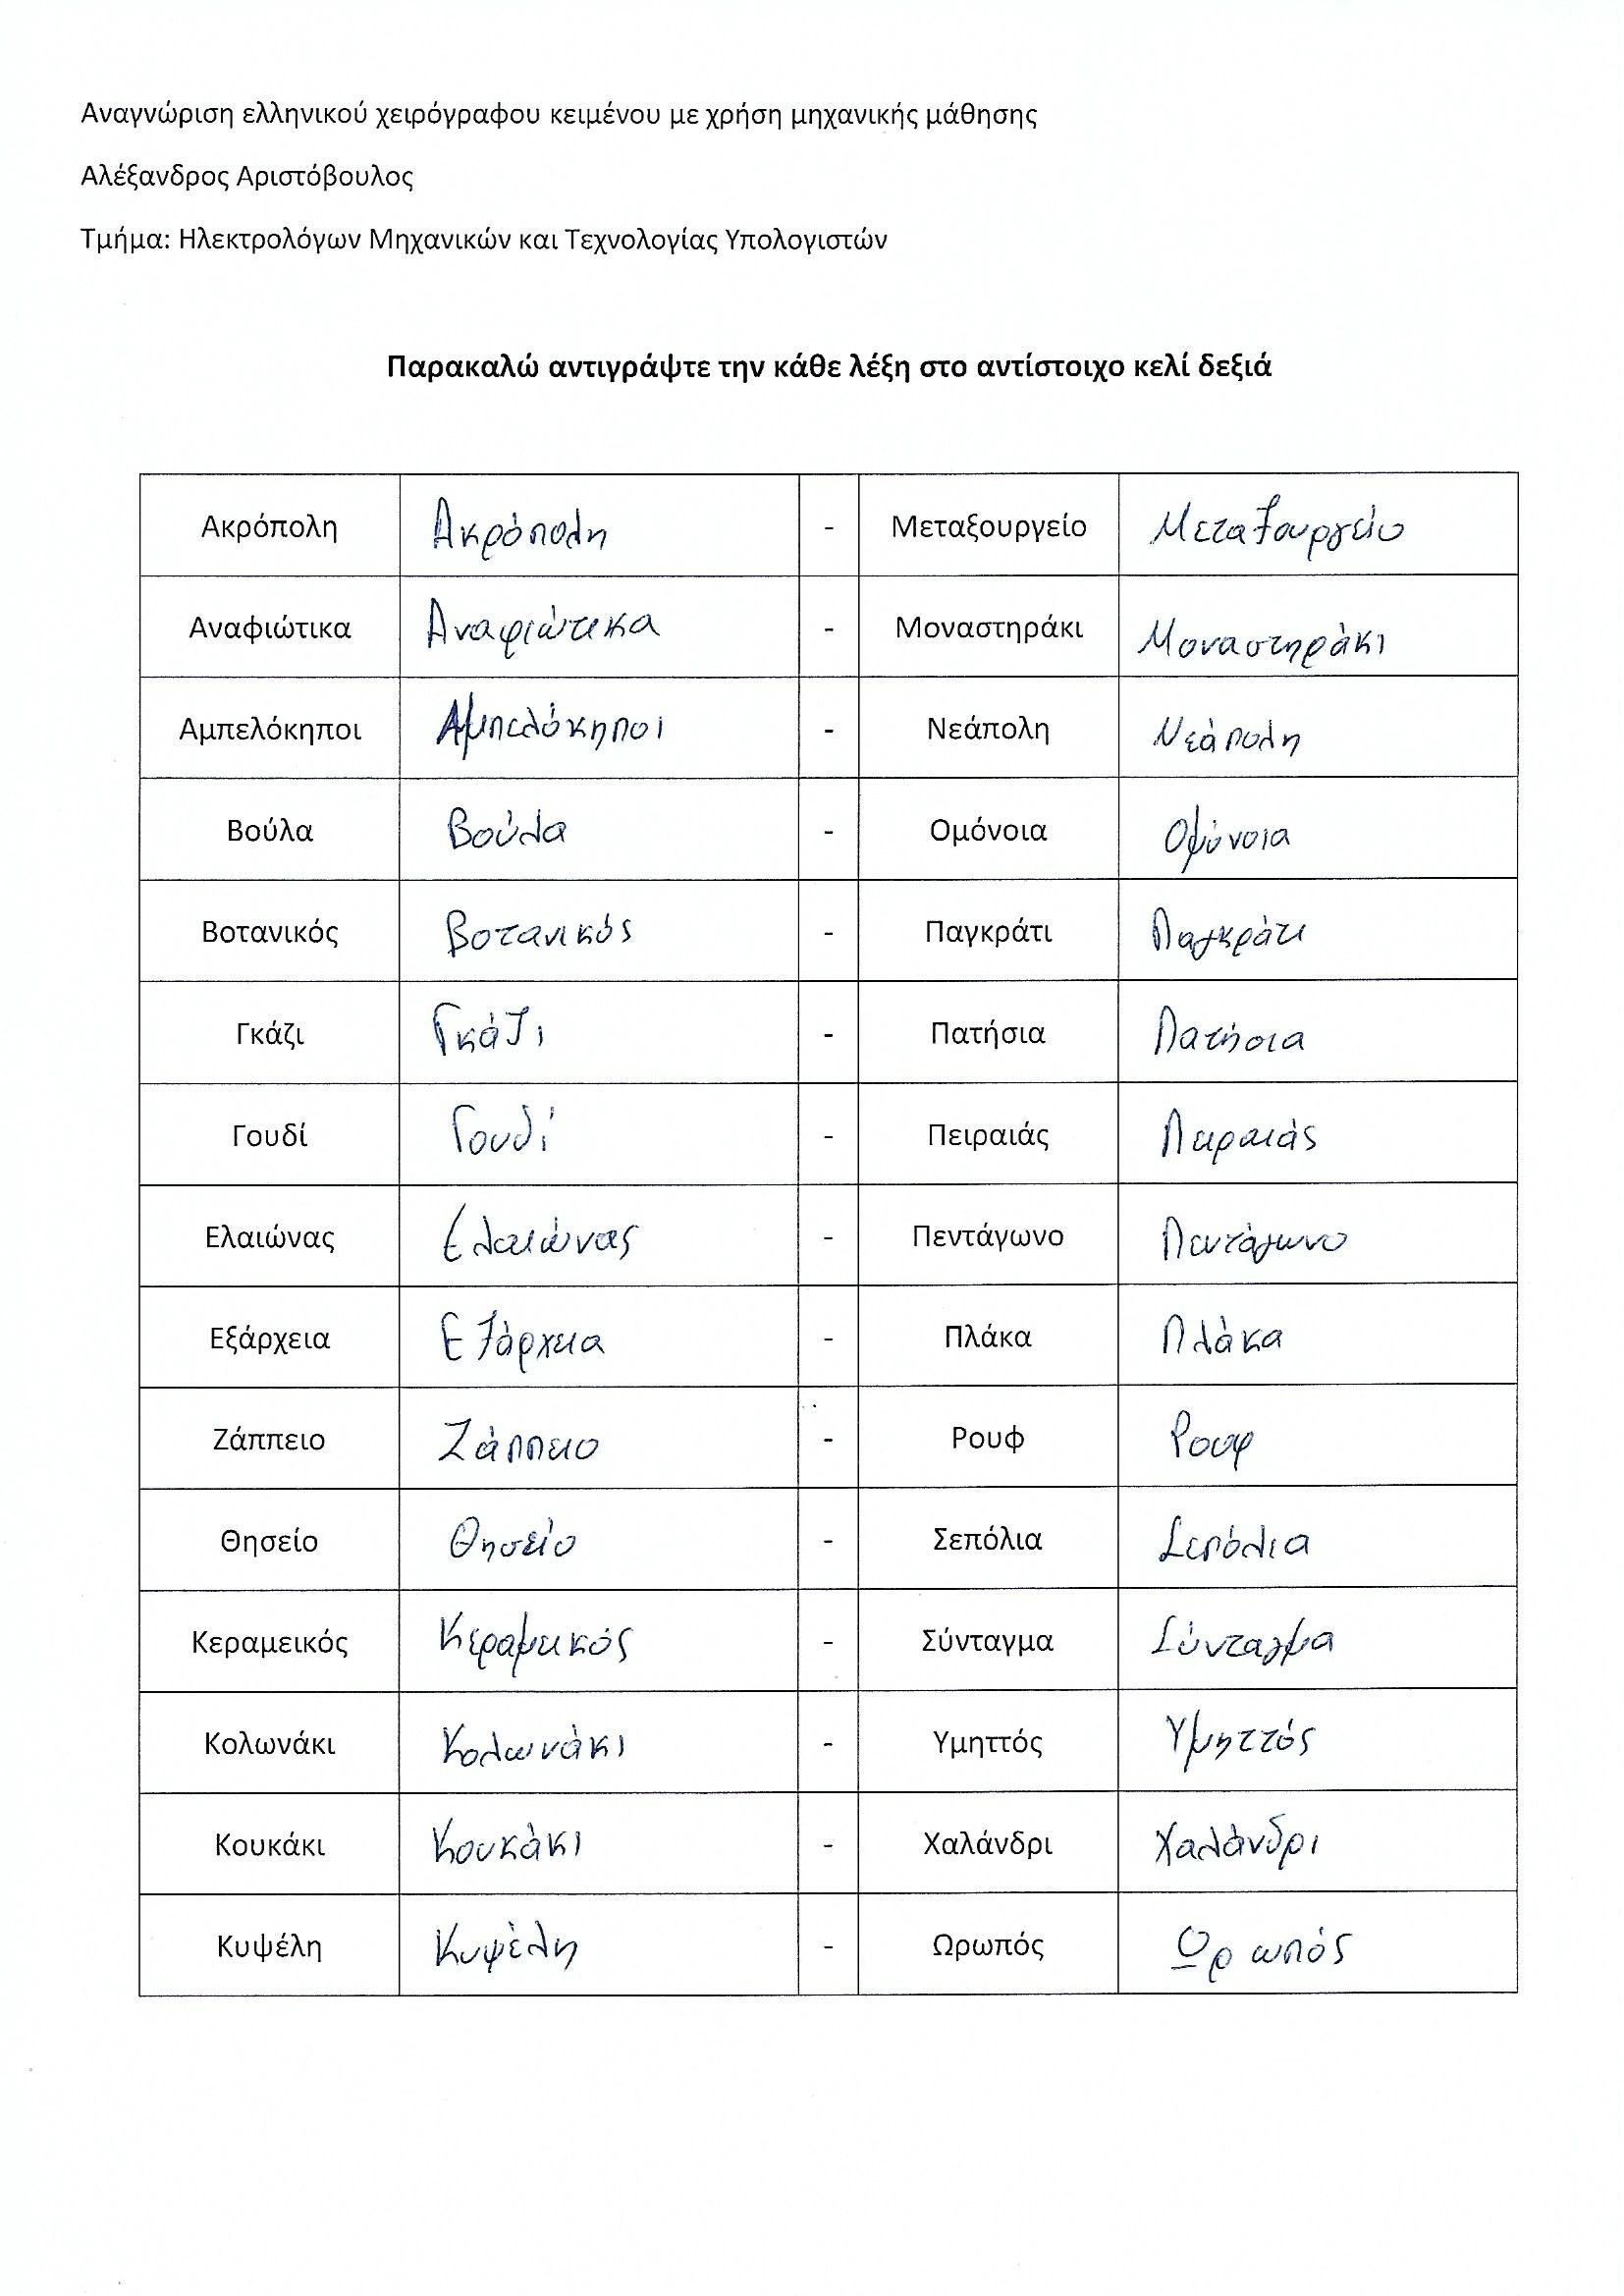 Αναγνώριση ελληνικού χειρόγραφου κειμένου με χρήση μηχανικής μάθησης
Αλέξανδρος Αριστόβουλος
Τμήμα: Ηλεκτρολόγων Μηχανικών και Τεχνολογίας Υπολογιστών
Παρακαλώ αντιγράψτε την κάθε λέξη στο αντίστοιχο κελί δεξιά
Ακρόπολη Ακρόπολη - Μεταξουργείο Μεταξουργείο
Αναφιώτικα Αναφιώτικα - Μοναστηράκι Μοναστηράκι
Αμπελόκηποι Αμπελόκηποι - Νεάπολη Νεάπολη
Βούλα Βούλα - Ομόνοια Ομόνοια
Βοτανικός Βοτανικός - Παγκράτι Παγκράτι
Γκάζι Γκάζι - Πατήσια Πατήσια
Γουδί Γουδί - Πειραιάς Πειραιάς
Ελαιώνας Ελαιώνας - Πεντάγωνο Πεντάγωνο
Εξάρχεια Εξάρχεια - Πλάκα Πλάκα
Ζάππειο Ζάππειο - Ρουφ Ρουφ
Θησείο Θησείο - Σεπόλια Σεπόλια
Κεραμεικός Κεραμεικός - Σύνταγμα Σύνταγμα
Κολωνάκι Κολωνάκι - Υμηττός Υμηττός
Κουκάκι Κουκάκι - Χαλάνδρι Χαλάνδρι
Κυψέλη Κυψέλη - Ωρωπός Ωρωπός